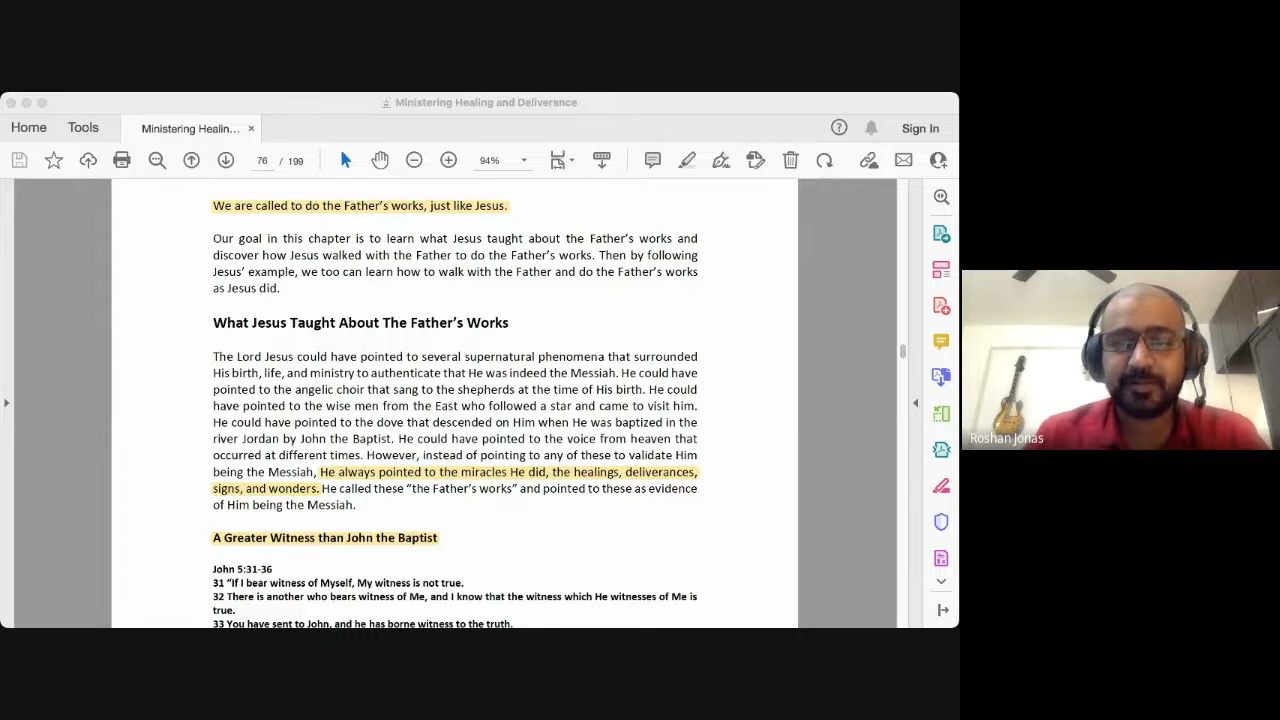 Ministering Healing and Deliverance
Home
Tools
Ministering Healin... ×
Sign In
76 / 199
94%
We are called to do the Father's works, just like Jesus.
Our goal in this chapter is to learn what Jesus taught about the Father's works and
discover how Jesus walked with the Father to do the Father's works. Then by following
Jesus' example, we too can learn how to walk with the Father and do the Father's works
as Jesus did.
What Jesus Taught About The Father's Works
The Lord Jesus could have pointed to several supernatural phenomena that surrounded
His birth, life, and ministry to authenticate that He was indeed the Messiah. He could have
pointed to the angelic choir that sang to the shepherds at the time of His birth. He could
have pointed to the wise men from the East who followed a star and came to visit him.
He could have pointed to the dove that descended on Him when He was baptized in the
river Jordan by John the Baptist. He could have pointed to the voice from heaven that
occurred at different times. However, instead of pointing to any of these to validate Him
being the Messiah, He always pointed to the miracles He did, the healings, deliverances,
signs, and wonders. He called these “the Father's works” and pointed to these as evidence
of Him being the Messiah.
A Greater Witness than John the Baptist
John 5:31-36
31 “If I bear witness of Myself, My witness is not true.
32 There is another who bears witness of Me, and I know that the witness which He witnesses of Me is
true.
33 You have sent to John, and he has borne witness to the truth.
Roshan Jonas